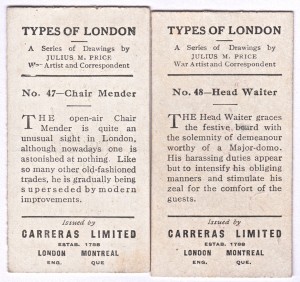 TYPES OF LONDON
A Series of Drawings by
JULIUS M. PRICE
War Artist and Correspondent
No. 47—Chair Mender
THE open-air Chair
Mender is quite an
unusual sight in London,
although nowadays one is
astonished at nothing. Like
so many other old-fashioned
trades, he is gradually being
superseded by modern
improvements.
Issued by
CARRERAS LIMITED
ESTAB. 1788
LONDON MONTREAL
ENG. QUE.
TYPES OF LONDON
A Series of Drawings by
JULIUS M. PRICE
War Artist and Correspondent
No. 48—Head Waiter
THE Head Waiter graces
the festive board with
the solemnity of demeanour
worthy of a Major-domo.
His harassing duties appear
but to intensify his obliging
manners and stimulate his
zeal for the comfort of the
guests.
Issued by
CARRERAS LIMITED
ESTAB. 1788
LONDON MONTREAL
ENG. QUE.